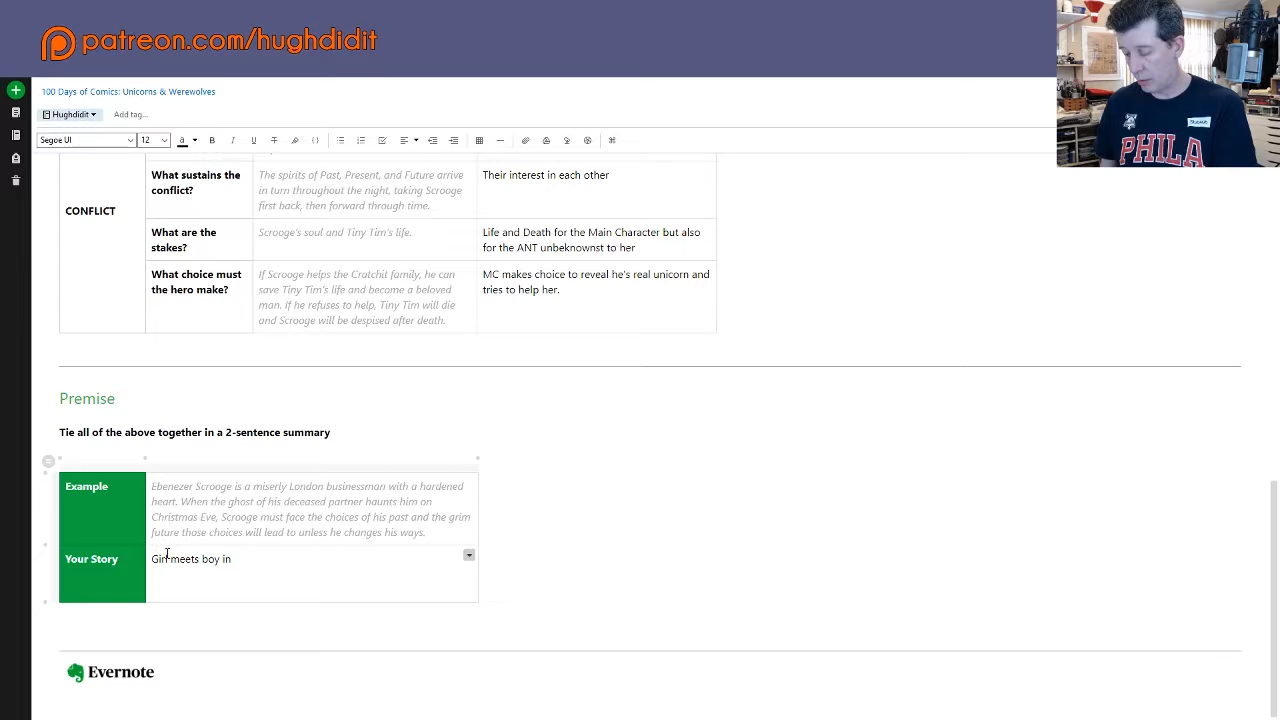 patreon.com/hughdidit
100 Days of Comics: Unicorns & Werewolves
Hughdidit
Add tag...
Segoe UI
12
a
B
I
U
CONFLICT
What sustains the
conflict?
The spirits of Past, Present, and Future arrive
in turn throughout the night, taking Scrooge
first back, then forward through time.
Their interest in each other
What are the
stakes?
Scrooge's soul and Tiny Tim's life.
Life and Death for the Main Character but also
for the ANT unbeknownst to her
What choice must
the hero make?
If Scrooge helps the Cratchit family, he can
save Tiny Tim's life and become a beloved
man. If he refuses to help, Tiny Tim will die
and Scrooge will be despised after death.
MC makes choice to reveal he's real unicorn and
tries to help her.
Premise
Tie all of the above together in a 2-sentence summary
Example
Ebenezer Scrooge is a miserly London businessman with a hardened
heart. When the ghost of his deceased partner haunts him on
Christmas Eve, Scrooge must face the choices of his past and the grim
future those choices will lead to unless he changes his ways.
Your Story
Girl meets boy in
Evernote
PHILA